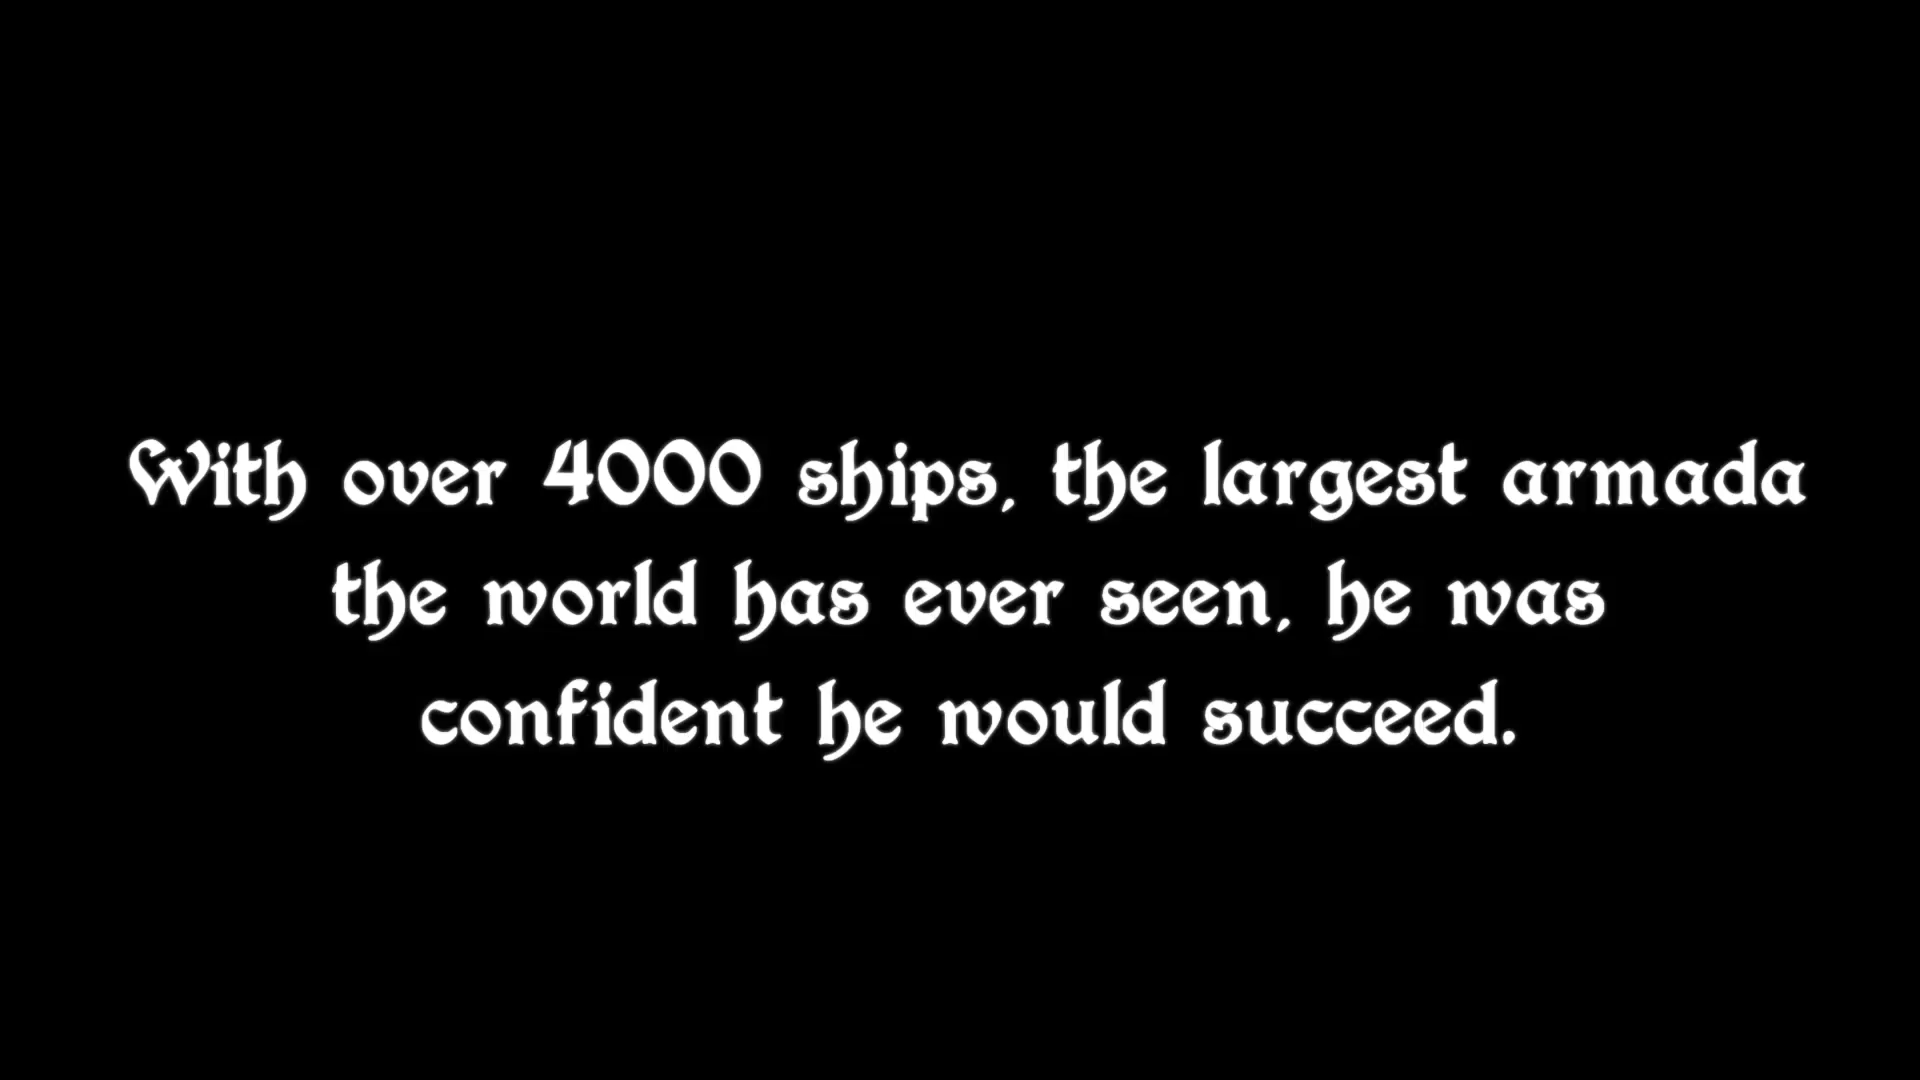 With over 4000 ships, the largest armada
the world has ever seen, he was
confident he would succeed.